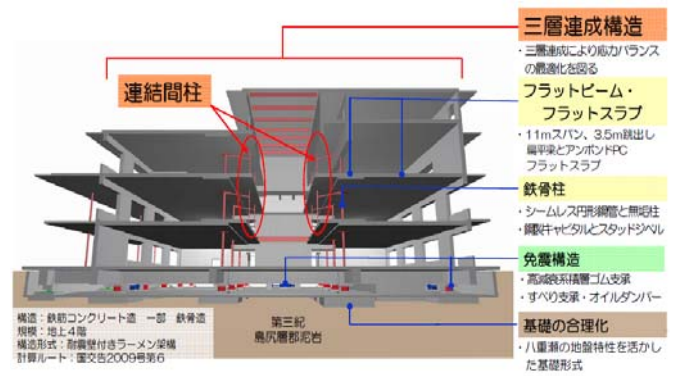 三層連成構造
・三層連成により応力バランス
の最適化を図る
連結間柱
フラットビーム・
フラットスラブ
・11mスパン、3.5m跳出し
扁平梁とアンボンドPC
フラットスラブ
鉄骨柱
・シームレス円形鋼管と無垢柱
・鋼製キャピタルとスタッドジベル
免震構造
・高減衰系積層ゴム支承
・すべり支承・オイルダンパー
基礎の合理化
・八重瀬の地盤特性を活かし
た基礎形式
構造：鉄筋コンクリート造　一部　鉄骨造
規模：地上４階
構造形式：耐震壁付きラーメン架構
計算ルート：国交告2009号第6
第三紀
島尻層郡泥岩